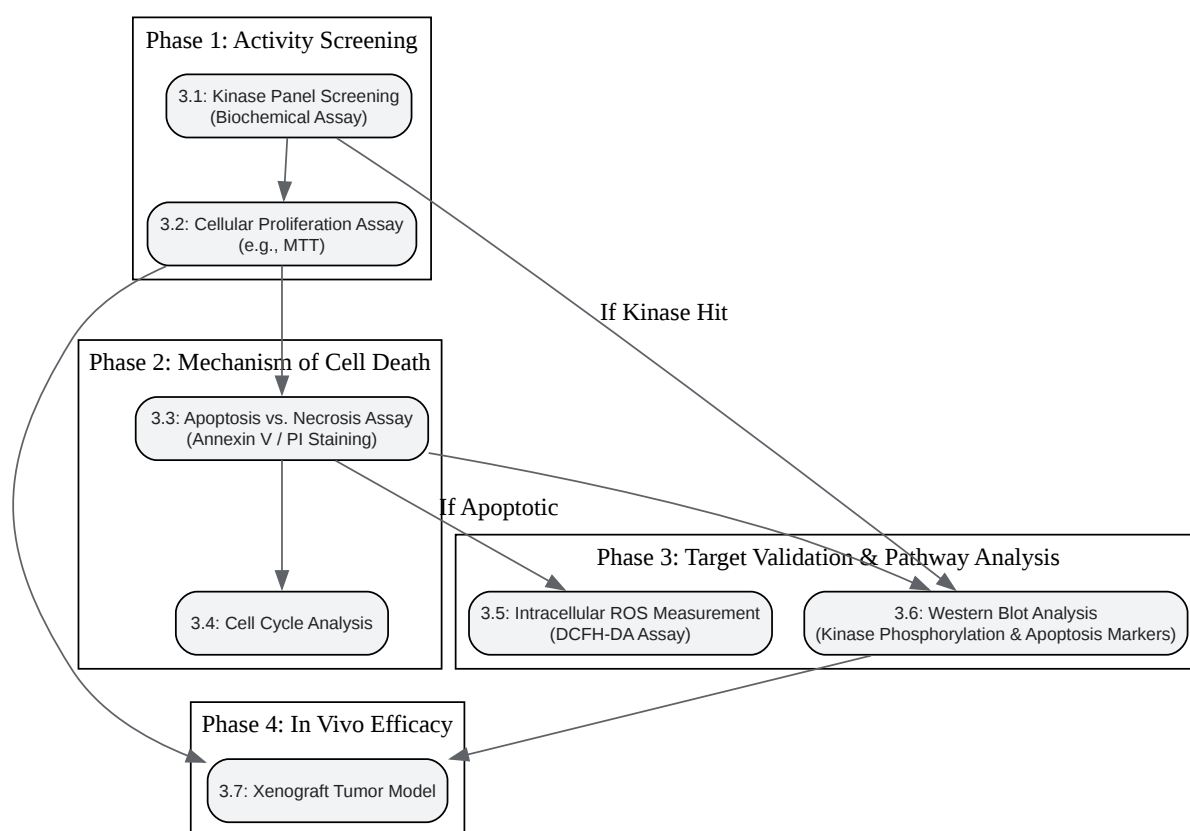 Phase 1: Activity Screening
3.1: Kinase Panel Screening
(Biochemical Assay)
3.2: Cellular Proliferation Assay
(e.g., MTT)
If Kinase Hit
Phase 2: Mechanism of Cell Death
3.3: Apoptosis vs. Necrosis Assay
(Annexin V / PI Staining)
If Apoptotic
Phase 3: Target Validation & Pathway Analysis
3.4: Cell Cycle Analysis
3.5: Intracellular ROS Measurement
(DCFH-DA Assay)
3.6: Western Blot Analysis
(Kinase Phosphorylation & Apoptosis Markers)
Phase 4: In Vivo Efficacy
3.7: Xenograft Tumor Model